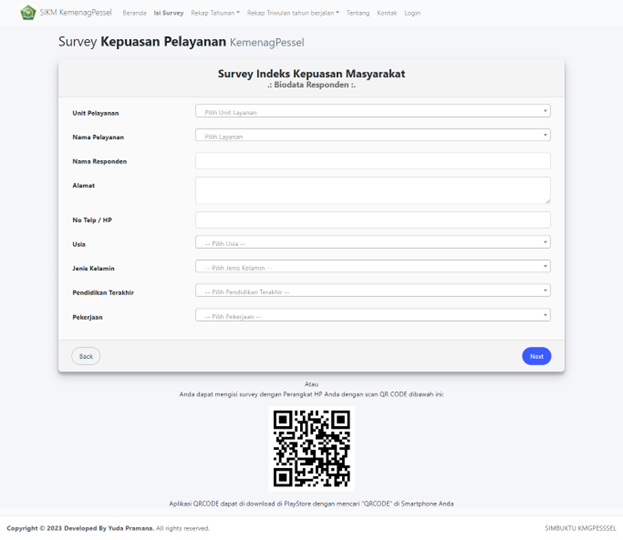 SIKM KemenagPessel Beranda Isi Survey Rekap Tahunan Rekap Triwulan tahun berjalan Tentang Kontak Login
Survey Kepuasan Pelayanan KemenagPessel
Survey Indeks Kepuasan Masyarakat
.: Biodata Responden :.
Unit Pelayanan Pilih Unit Layanan
Nama Pelayanan Pilih Layanan
Nama Responden
Alamat
No Telp / HP
Usia -- Pilih Usia --
Jenis Kelamin -- Pilih Jenis Kelamin --
Pendidikan Terakhir -- Pilih Pendidikan Terakhir --
Pekerjaan -- Pilih Pekerjaan --
Back Next
Atau
Anda dapat mengisi survey dengan Perangkat HP Anda dengan scan QR CODE dibawah ini:
Aplikasi QRCODE dapat di download di PlayStore dengan mencari "QRCODE" di Smartphone Anda
Copyright © 2023 Developed By Yuda Pramana. All rights reserved. SIMBUKTU KMGPESSSEL